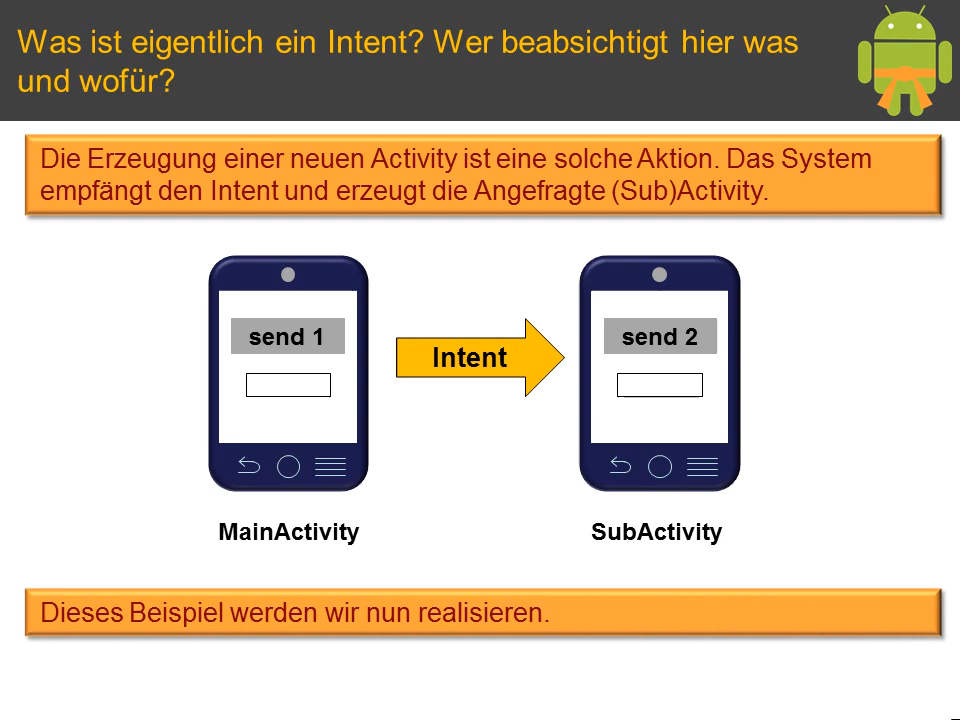 Was ist eigentlich ein Intent? Wer beabsichtigt hier was
und wofür?
Die Erzeugung einer neuen Activity ist eine solche Aktion. Das System
empfängt den Intent und erzeugt die Angefragte (Sub)Activity.
send 1
Intent
send 2
MainActivity
SubActivity
Dieses Beispiel werden wir nun realisieren.